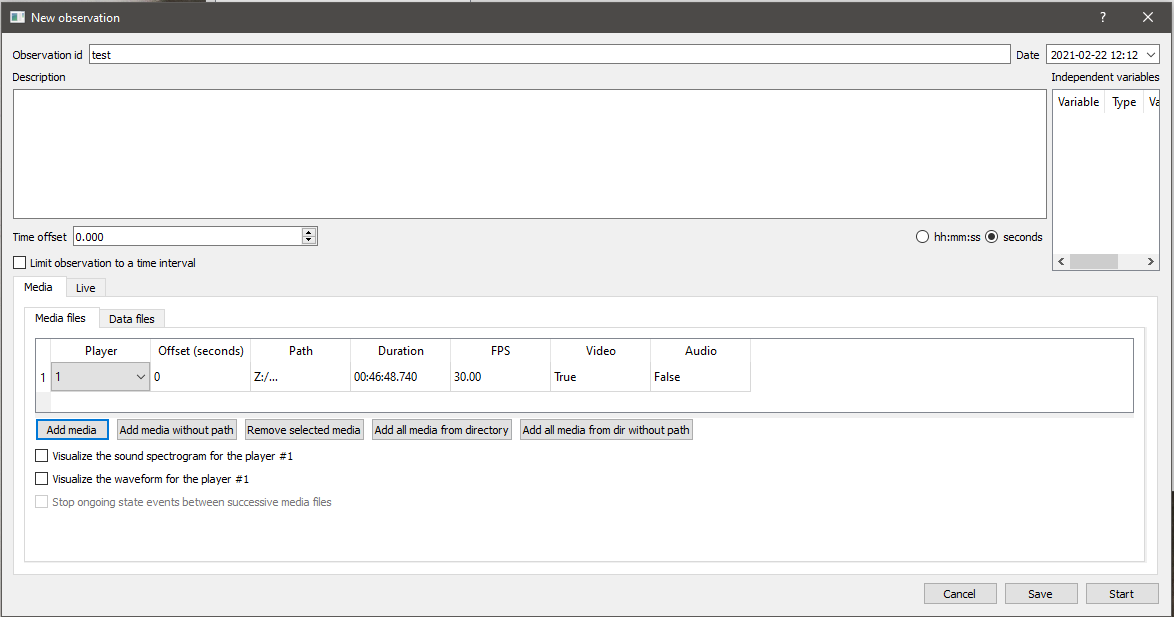 New observation ?
Observation id test Date 2021-02-22 12:12
Description Independent variables
Variable Type Va
Time offset 0.000 hh:mm:ss seconds
Limit observation to a time interval
Media Live
Media files Data files
Player Offset (seconds) Path Duration FPS Video Audio
1 1 0 Z:/... 00:46:48.740 30.00 True False
Add media Add media without path Remove selected media Add all media from directory Add all media from dir without path
Visualize the sound spectrogram for the player #1
Visualize the waveform for the player #1
Stop ongoing state events between successive media files
Cancel Save Start